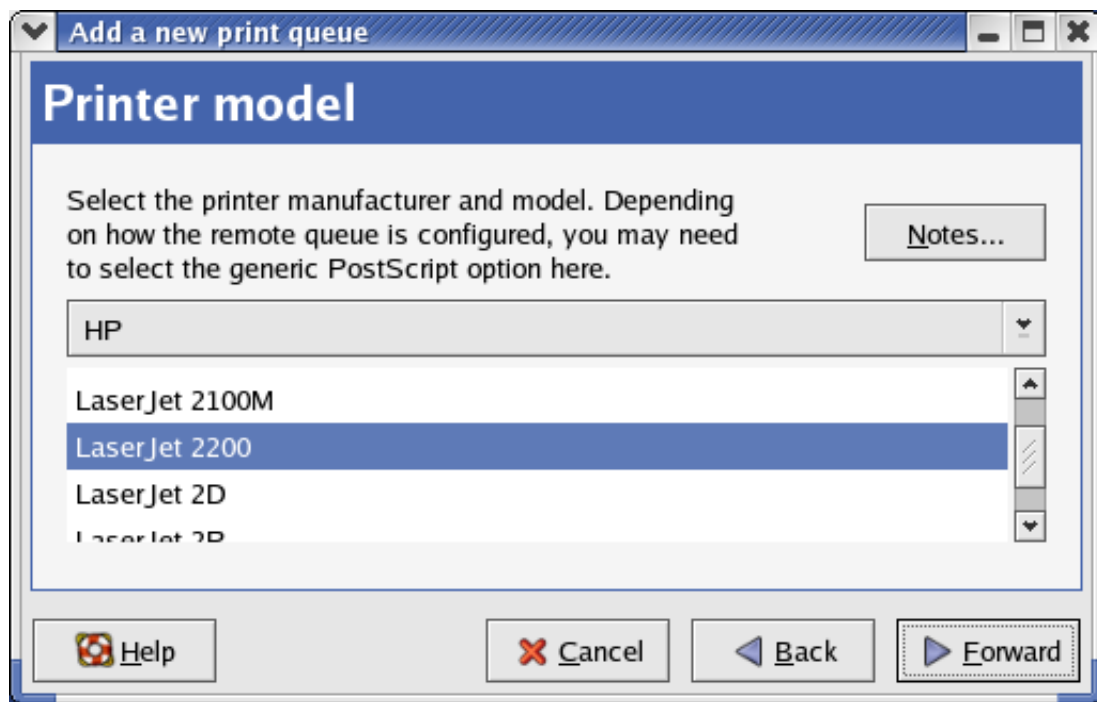 Add a new print queue
Printer model
Select the printer manufacturer and model. Depending
on how the remote queue is configured, you may need
to select the generic PostScript option here.
Notes...
HP
LaserJet 2100M
LaserJet 2200
LaserJet 2D
Help
Cancel
Back
Forward